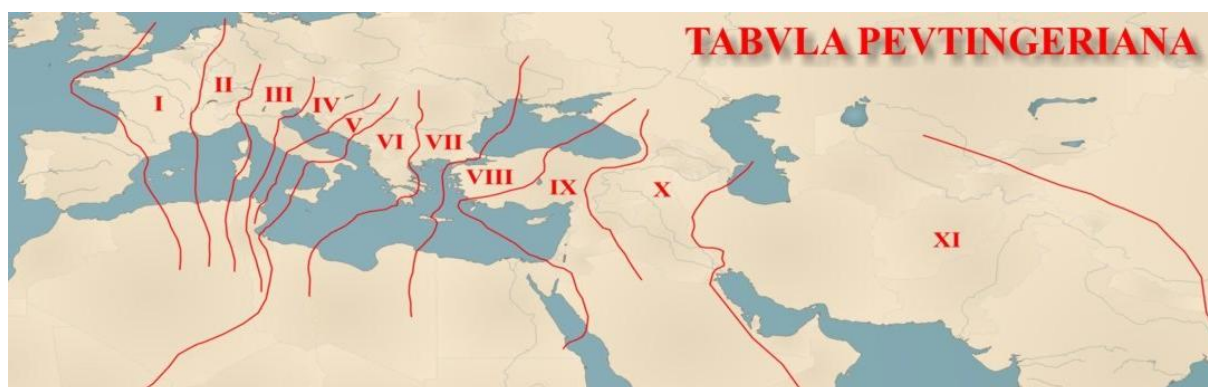 TABVLA PEVTINGERIANA
I
II
III
IV
V
VI
VII
VIII
IX
X
XI